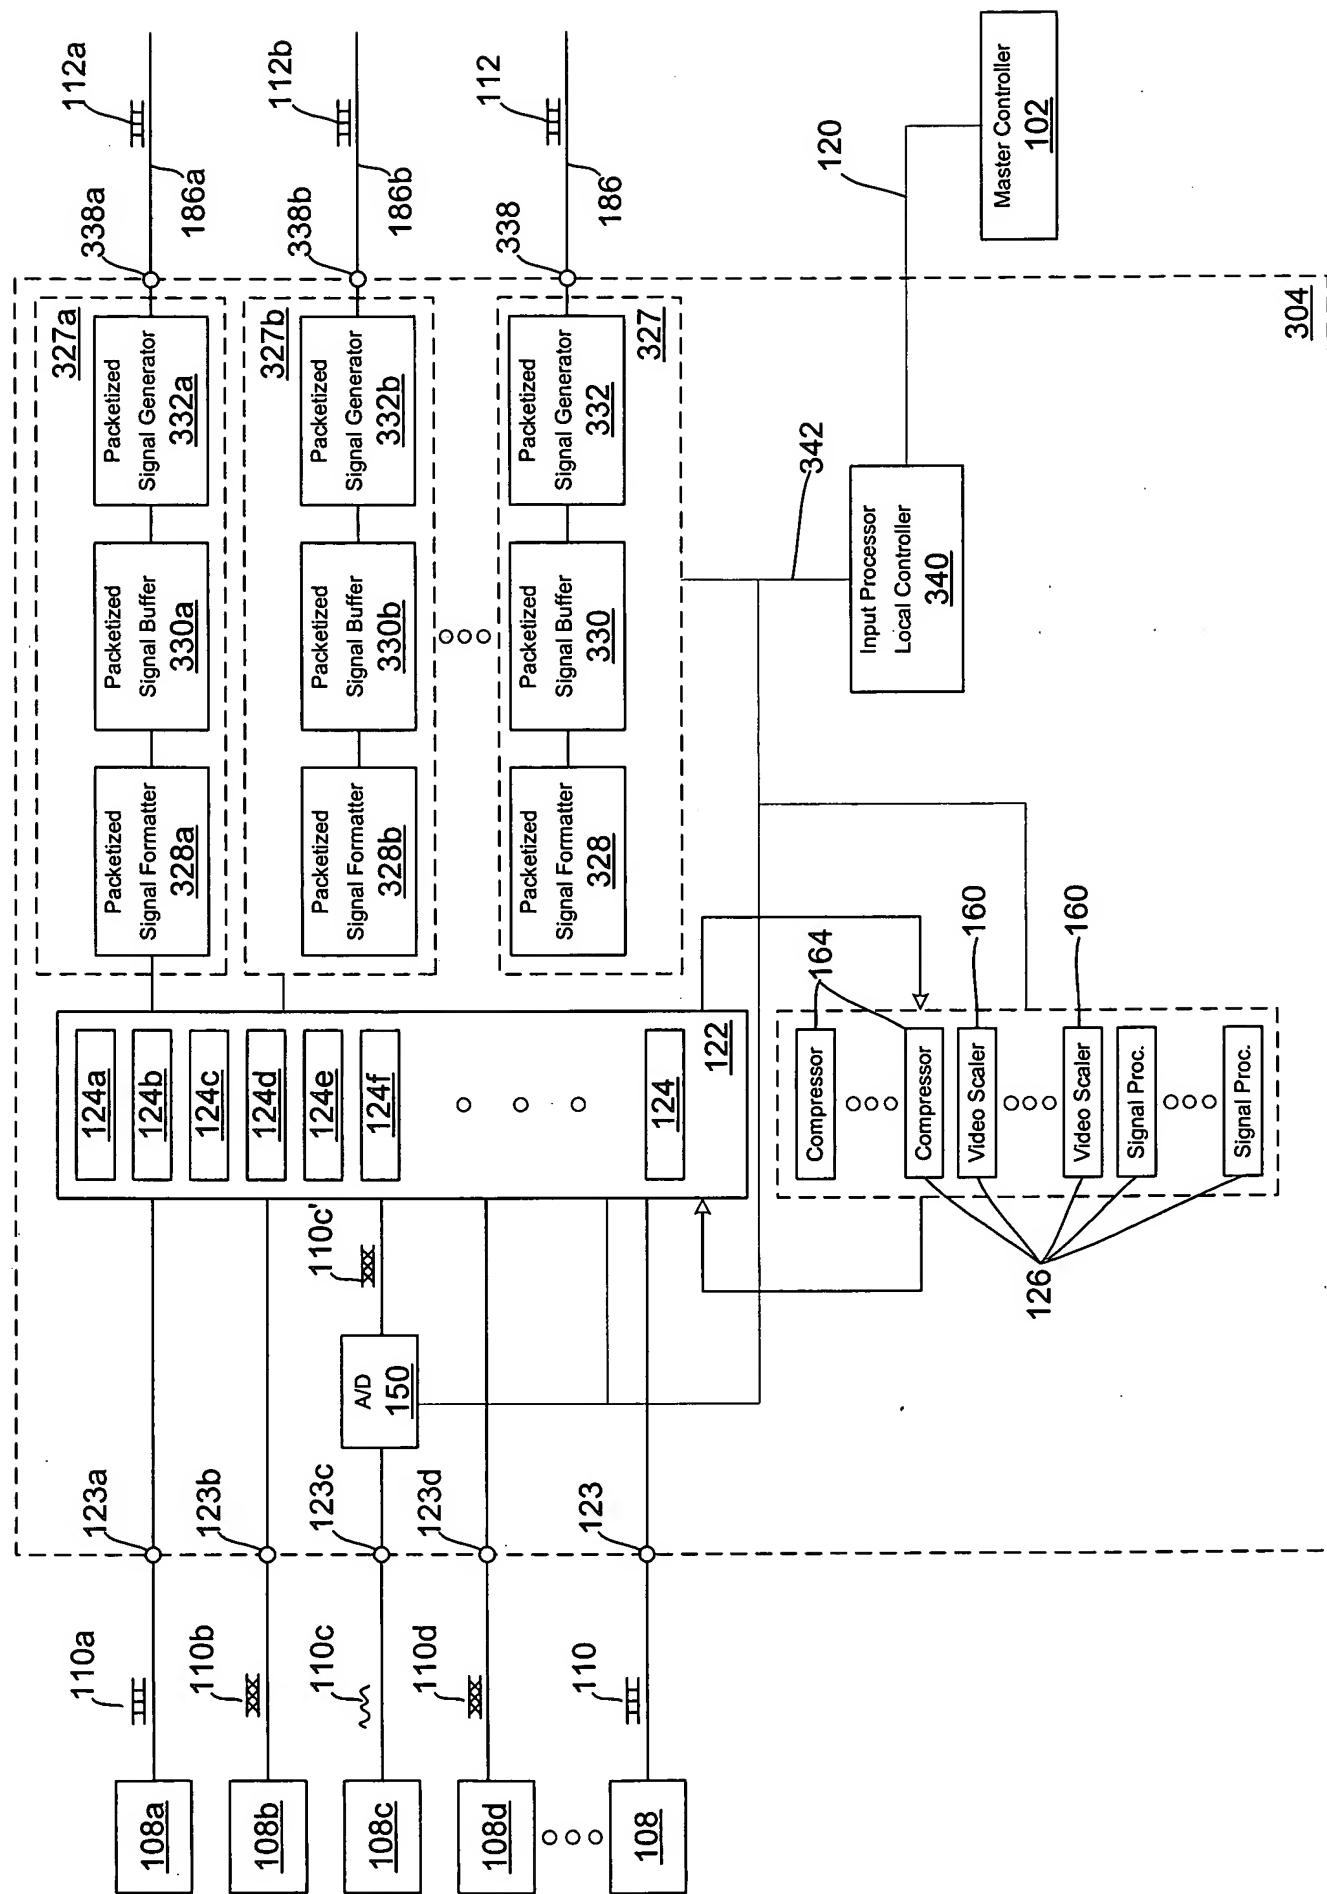 112a
186a
338a
112b
186b
338b
112
186
338
120
Master Controller
102
304
327a
Packetized
Signal Formatter
328a
Packetized
Signal Buffer
330a
Packetized
Signal Generator
332a
327b
Packetized
Signal Formatter
328b
Packetized
Signal Buffer
330b
Packetized
Signal Generator
332b
327
Packetized
Signal Formatter
328
Packetized
Signal Buffer
330
Packetized
Signal Generator
332
342
Input Processor
Local Controller
340
124a
124b
124c
124d
124e
124f
124
122
164
160
160
Compressor
Compressor
Video Scaler
Video Scaler
Signal Proc.
Signal Proc.
126
110c'
A/D
150
123a
123b
123c
123d
123
110a
110b
110c
110d
110
108a
108b
108c
108d
108